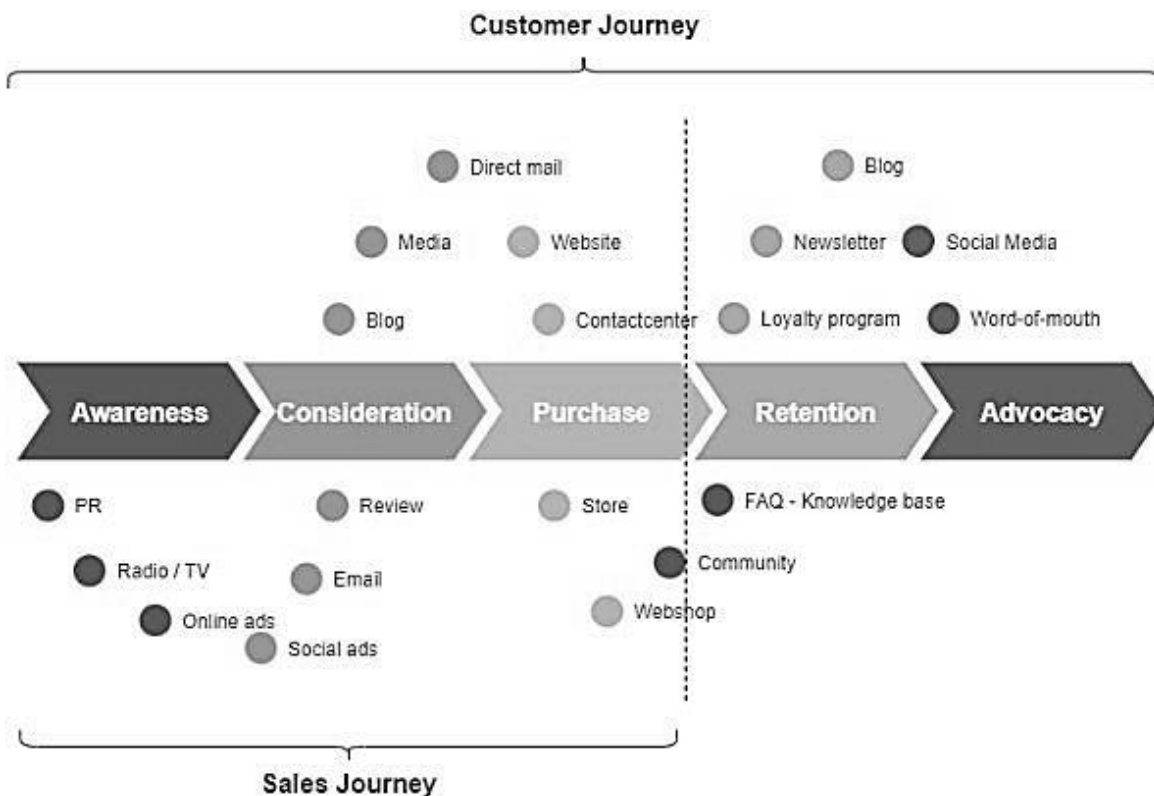 Customer Journey
Direct mail
Blog
Media
Website
Newsletter
Social Media
Blog
Contactcenter
Loyalty program
Word-of-mouth
Awareness
Consideration
Purchase
Retention
Advocacy
PR
Review
Store
FAQ - Knowledge base
Radio / TV
Email
Community
Online ads
Webshop
Social ads
Sales Journey